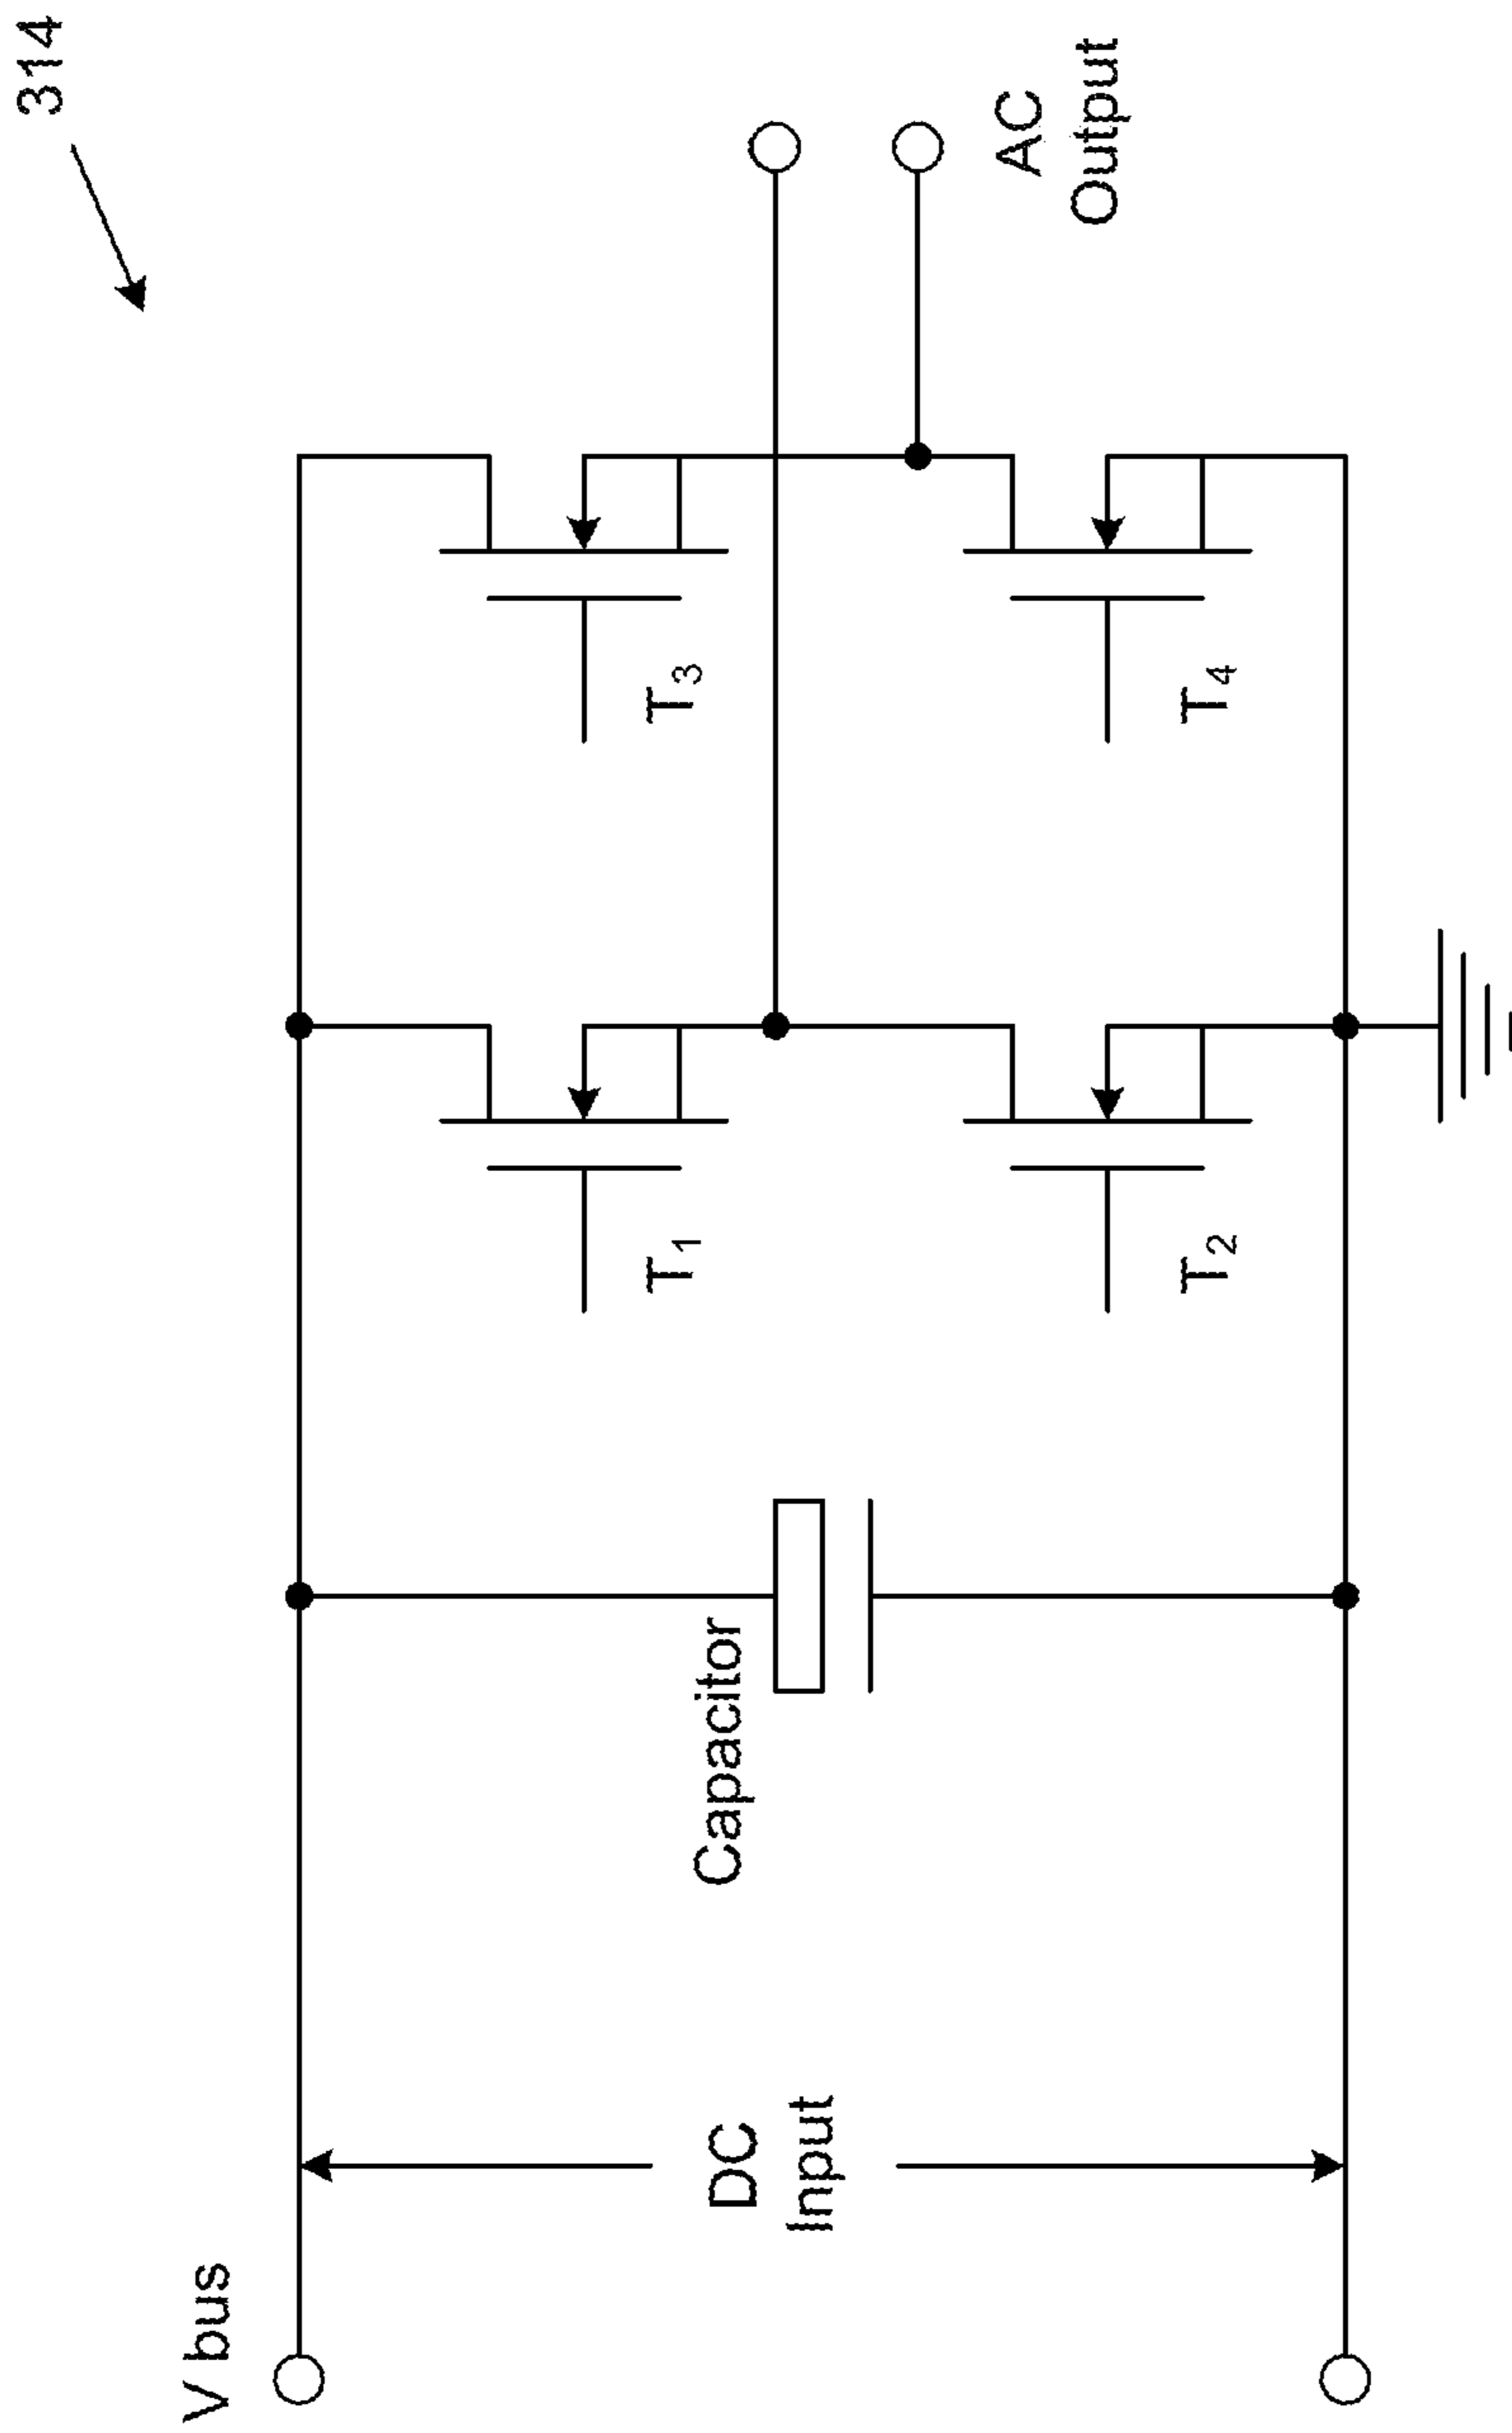 314
V bus
DC
Input
Capacitor
T1
T3
T2
T4
AC
Output